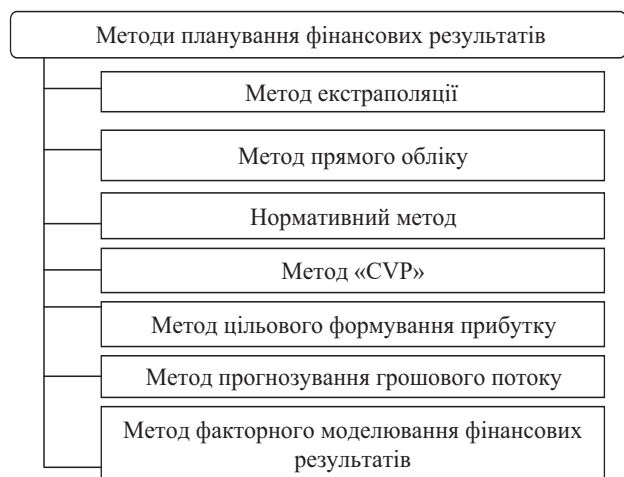 Методи планування фінансових результатів
Метод екстраполяції
Метод прямого обліку
Нормативний метод
Метод «CVP»
Метод цільового формування прибутку
Метод прогнозування грошового потоку
Метод факторного моделювання фінансових
результатів